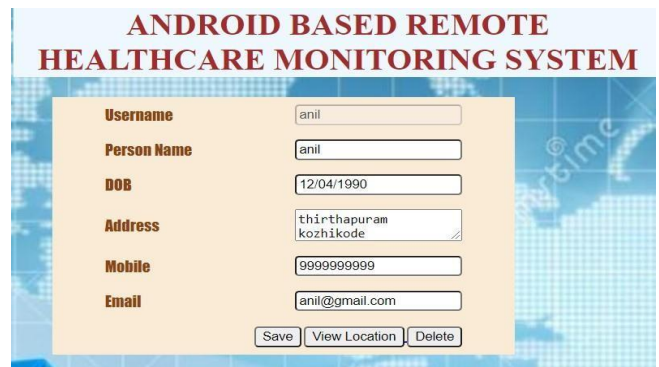 ANDROID BASED REMOTE
HEALTHCARE MONITORING SYSTEM
Username anil
Person Name anil
DOB 12/04/1990
Address thirthapuram
kozhikode
Mobile 9999999999
Email anil@gmail.com
Save View Location Delete